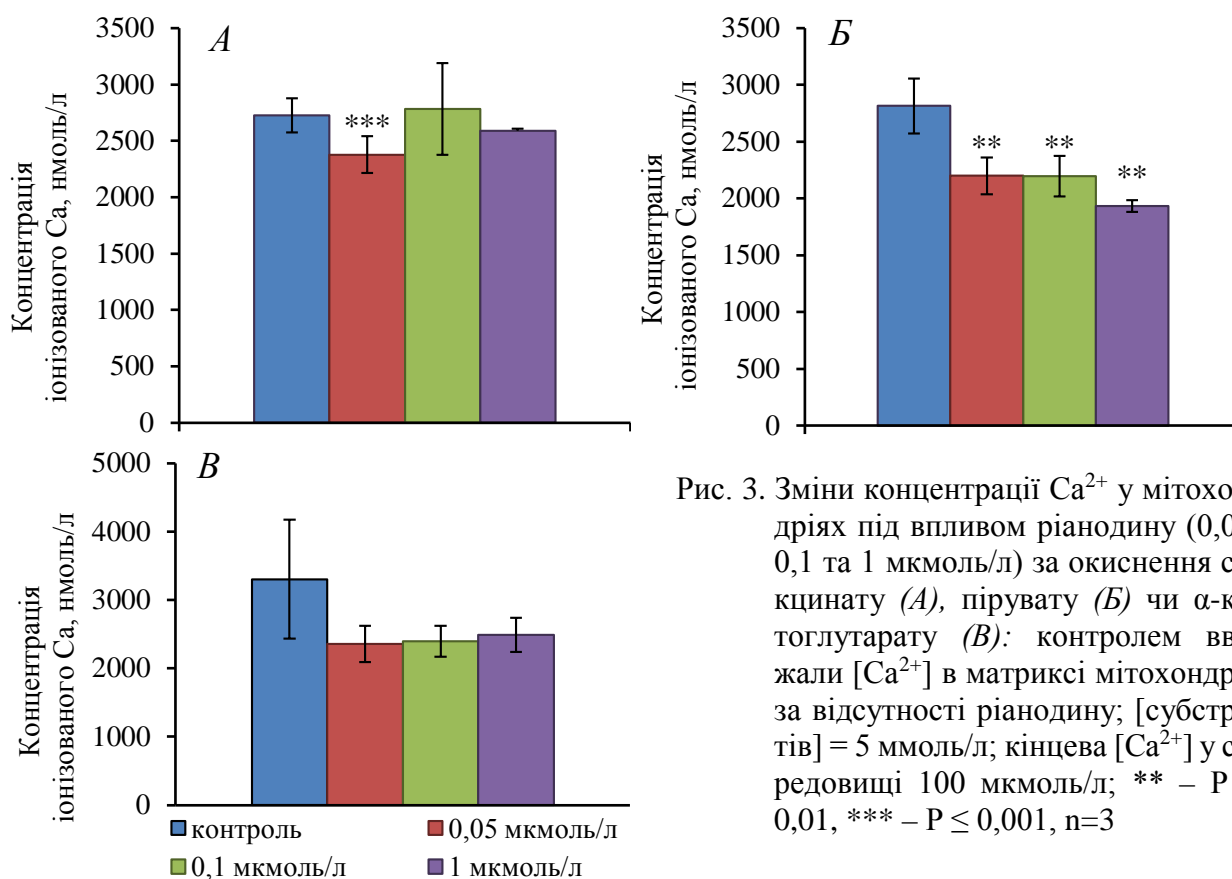 А
3500
3000
2500
2000
1500
1000
500
0
Концентрація
іонізованого Са, нмоль/л
***
Б
3500
3000
2500
2000
1500
1000
500
0
Концентрація
іонізованого Са, нмоль/л
** ** **
В
5000
4000
3000
2000
1000
0
Концентрація
іонізованого Са, нмоль/л
контроль 0,05 мкмоль/л
0,1 мкмоль/л 1 мкмоль/л
Рис. 3. Зміни концентрації Ca²⁺ у мітохо
дріях під впливом ріанодину (0,0
0,1 та 1 мкмоль/л) за окиснення с
кцинату (А), пірувату (Б) чи α-к
тоглутарату (В): контролем вв
жали [Ca²⁺] в матриксі мітохондр
за відсутності ріанодину; [субстр
тів] = 5 ммоль/л; кінцева [Ca²⁺] у с
редовищі 100 мкмоль/л; ** – P
0,01, *** – P ≤ 0,001, n=3